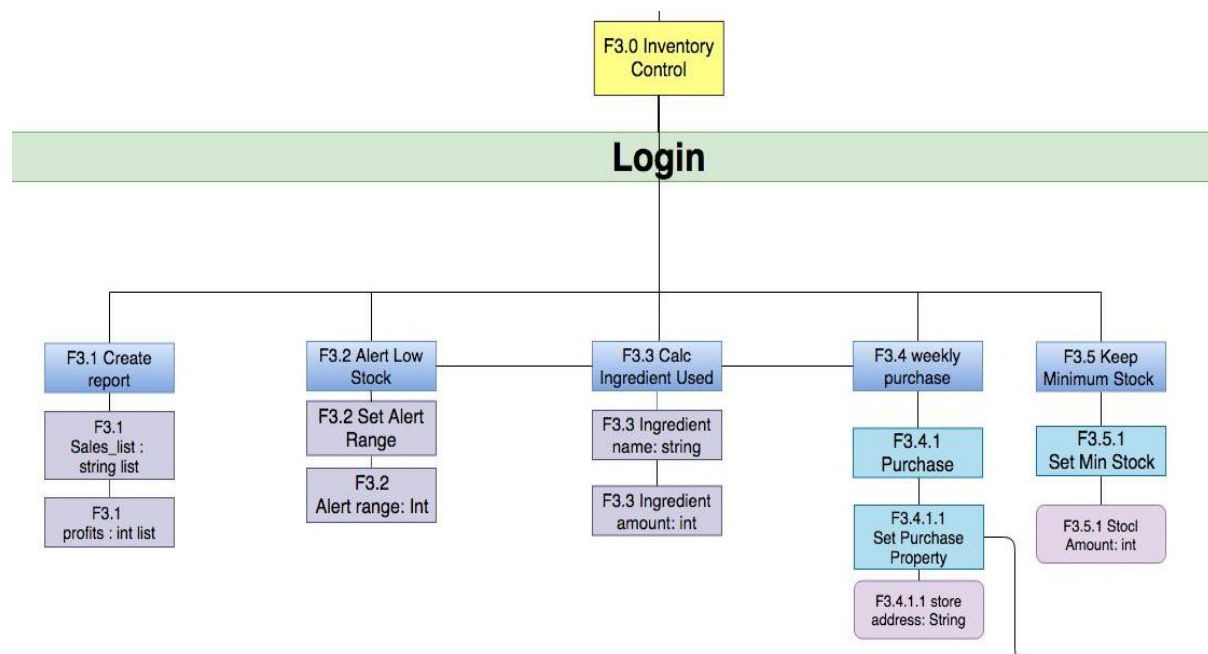 F3.0 Inventory
Control
Login
F3.1 Create
report
F3.2 Alert Low
Stock
F3.3 Calc
Ingredient Used
F3.4 weekly
purchase
F3.5 Keep
Minimum Stock
F3.1
Sales_list :
string list
F3.1
profits : int list
F3.2 Set Alert
Range
F3.2
Alert range: Int
F3.3 Ingredient
name: string
F3.3 Ingredient
amount: int
F3.4.1
Purchase
F3.4.1.1
Set Purchase
Property
F3.4.1.1 store
address: String
F3.5.1
Set Min Stock
F3.5.1 Stocl
Amount: int